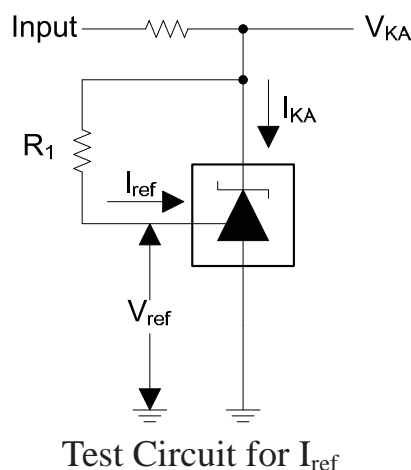 Input
V_KA
I_KA
R_1
I_ref
V_ref
Test Circuit for I_ref